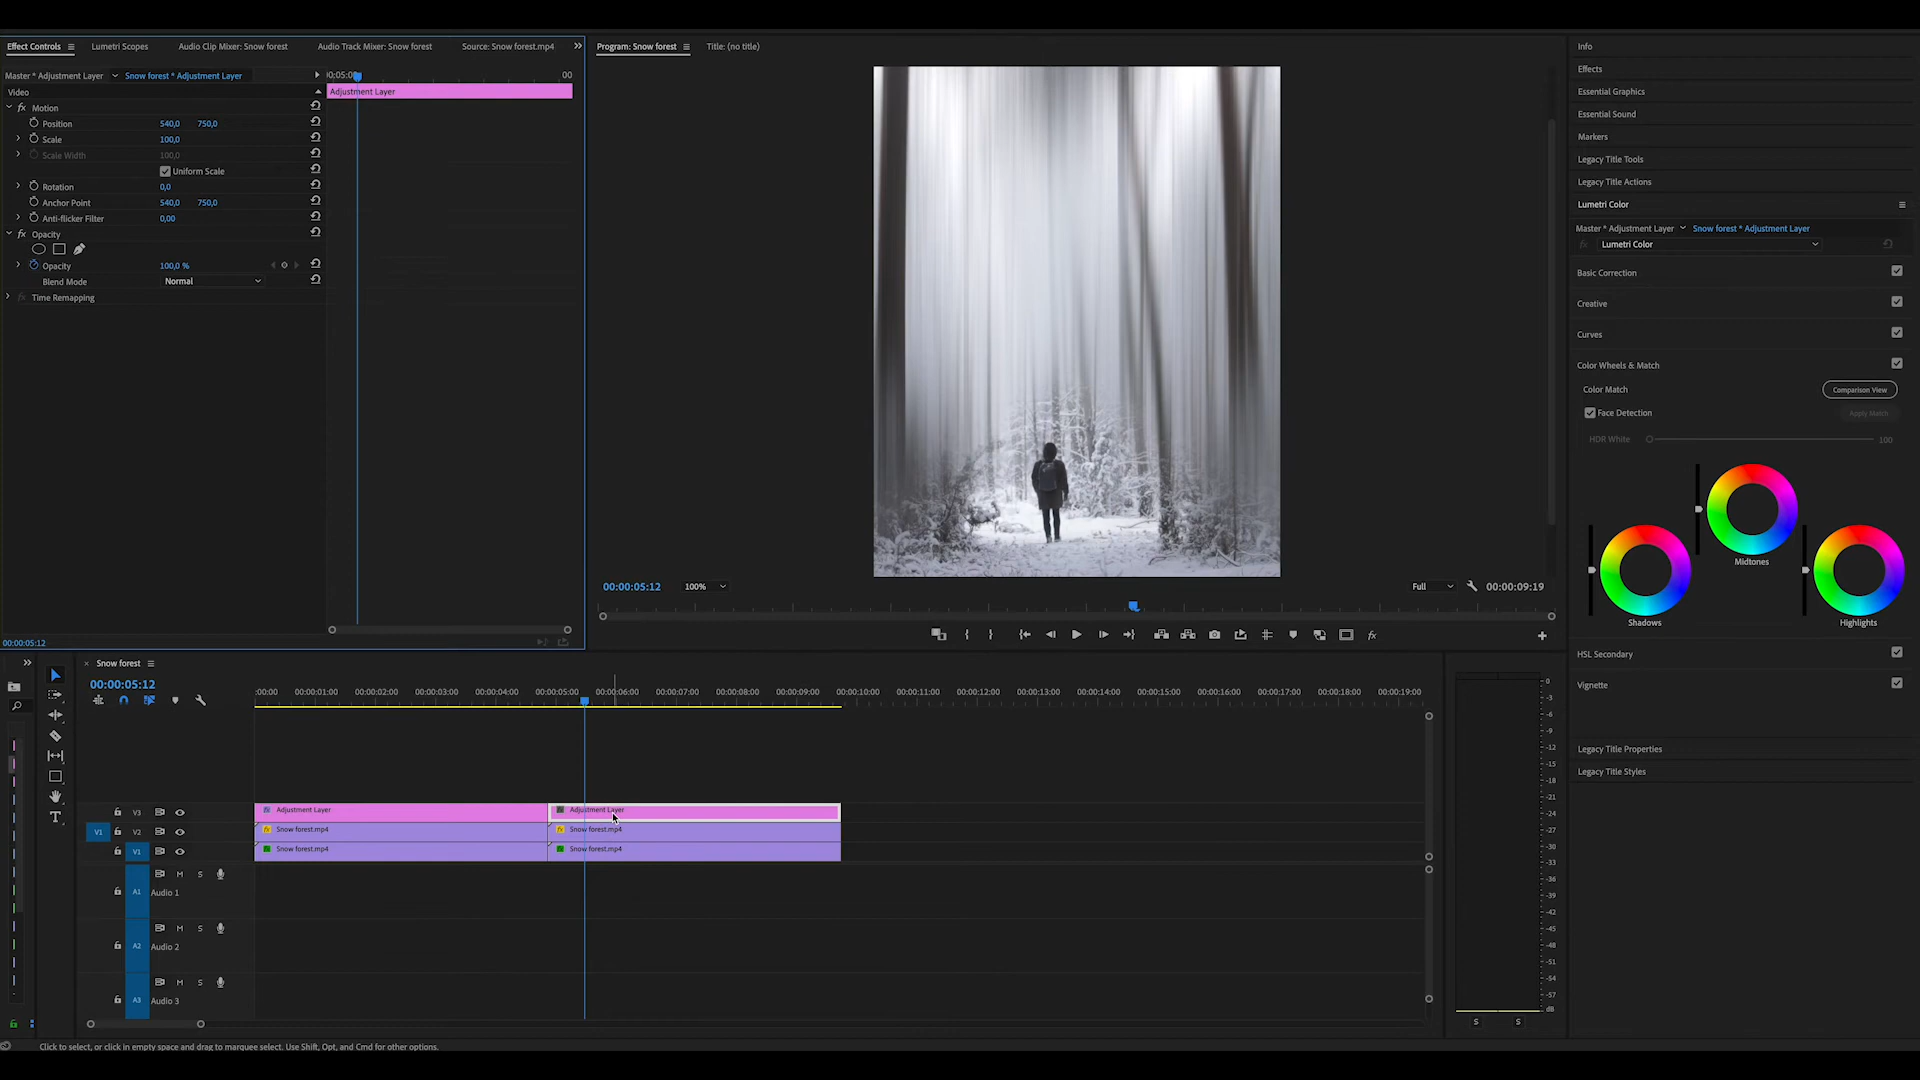 Effect Controls
Lumetri Scopes
Audio Clip Mixer: Snow forest
Audio Track Mixer: Snow forest
Source: Snow forest.mp4
Program: Snow forest
Title: (no title)
Master * Adjustment Layer
Snow forest * Adjustment Layer
00
Video
Adjustment Layer
fx Motion
Position 540,0 750,0
Scale 100,0
Scale Width 100,0
Uniform Scale
Rotation 0,0
Anchor Point 540,0 750,0
Anti-flicker Filter 0,00
fx Opacity
Opacity 100,0 %
Blend Mode Normal
fx Time Remapping
00:00:05:12
00:00:05:12
100%
Full
00:00:09:19
fx
Info
Effects
Essential Graphics
Essential Sound
Markers
Legacy Title Tools
Legacy Title Actions
Lumetri Color
Master * Adjustment Layer
Snow forest * Adjustment Layer
fx Lumetri Color
Basic Correction
Creative
Curves
Color Wheels & Match
Color Match
Comparison View
Face Detection
Apply Match
HDR White
100
Midtones
Shadows
Highlights
HSL Secondary
Vignette
Legacy Title Properties
Legacy Title Styles
Snow forest
00:00:05:12
:00:00 00:00:01:00 00:00:02:00 00:00:03:00 00:00:04:00 00:00:05:00 00:00:06:00 00:00:07:00 00:00:08:00 00:00:09:00 00:00:10:00 00:00:11:00 00:00:12:00 00:00:13:00 00:00:14:00 00:00:15:00 00:00:16:00 00:00:17:00 00:00:18:00 00:00:19:00
V3 Adjustment Layer Adjustment Layer
V1 V2 Snow forest.mp4 Snow forest.mp4
V1 Snow forest.mp4 Snow forest.mp4
M S
A1 Audio 1
M S
A2 Audio 2
M S
A3 Audio 3
0
-3
-6
-9
-12
-15
-18
-21
-24
-27
-30
-33
-36
-39
-42
-45
-48
-51
-54
-57
dB
S S
Click to select, or click in empty space and drag to marquee select. Use Shift, Opt, and Cmd for other options.